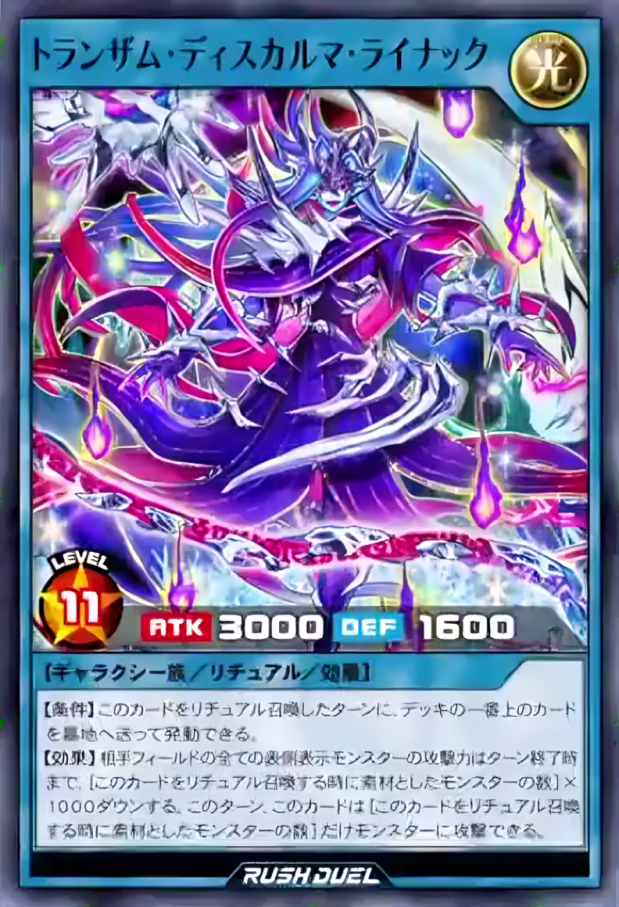 トランザム・ディスカルマ・ライナック
光
LEVEL
11
ATK 3000 DEF 1600
【ギャラクシー族／リチュアル／効果】
【条件】このカードをリチュアル召喚したターンに、デッキの一番上のカード
を墓地へ送って発動できる。
【効果】相手フィールドの全ての表側表示モンスターの攻撃力はターン終了時
まで、[このカードをリチュアル召喚する時に素材としたモンスターの数]×
1000ダウンする。このターン、このカードは[このカードをリチュアル召喚
する時に素材としたモンスターの数]だけモンスターに攻撃できる。
RUSH DUEL